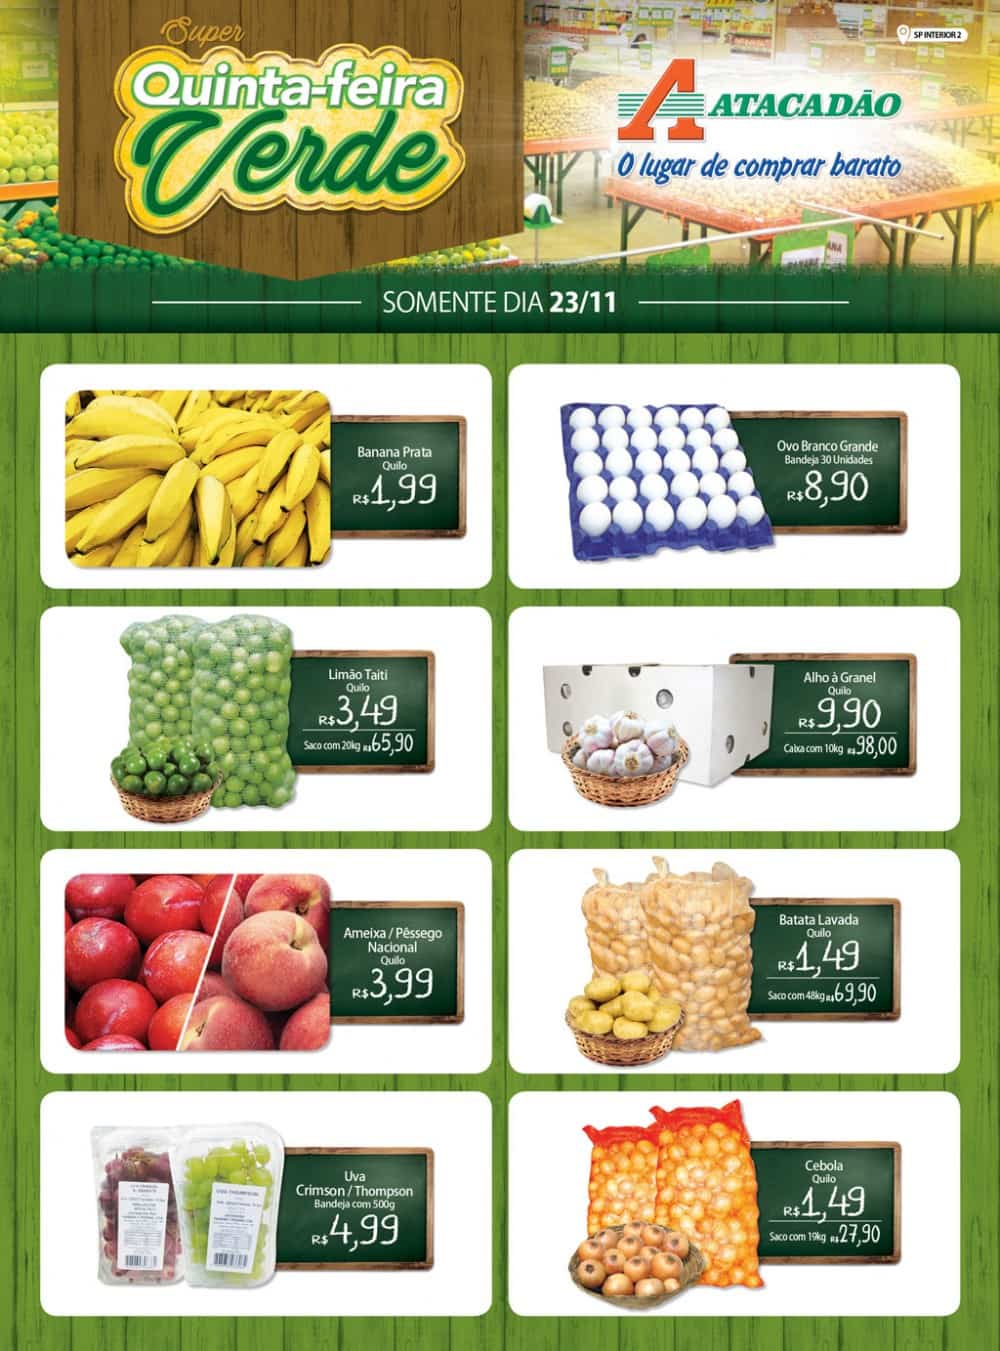 Super
Quinta-feira
Verde
SP INTERIOR 2
ATACADÃO
O lugar de comprar barato
SOMENTE DIA 23/11
Banana Prata
Quilo
R$1,99
Ovo Branco Grande
Bandeja 30 Unidades
R$8,90
Limão Taiti
Quilo
R$3,49
Saco com 20kg R$65,90
Alho à Granel
Quilo
R$9,90
Caixa com 10kg R$98,00
Ameixa / Pêssego
Nacional
Quilo
R$3,99
Batata Lavada
Quilo
R$1,49
Saco com 48kg R$69,90
Uva
Crimson / Thompson
Bandeja com 500g
R$4,99
UVA THOMPSON
Cebola
Quilo
R$1,49
Saco com 19kg R$27,90